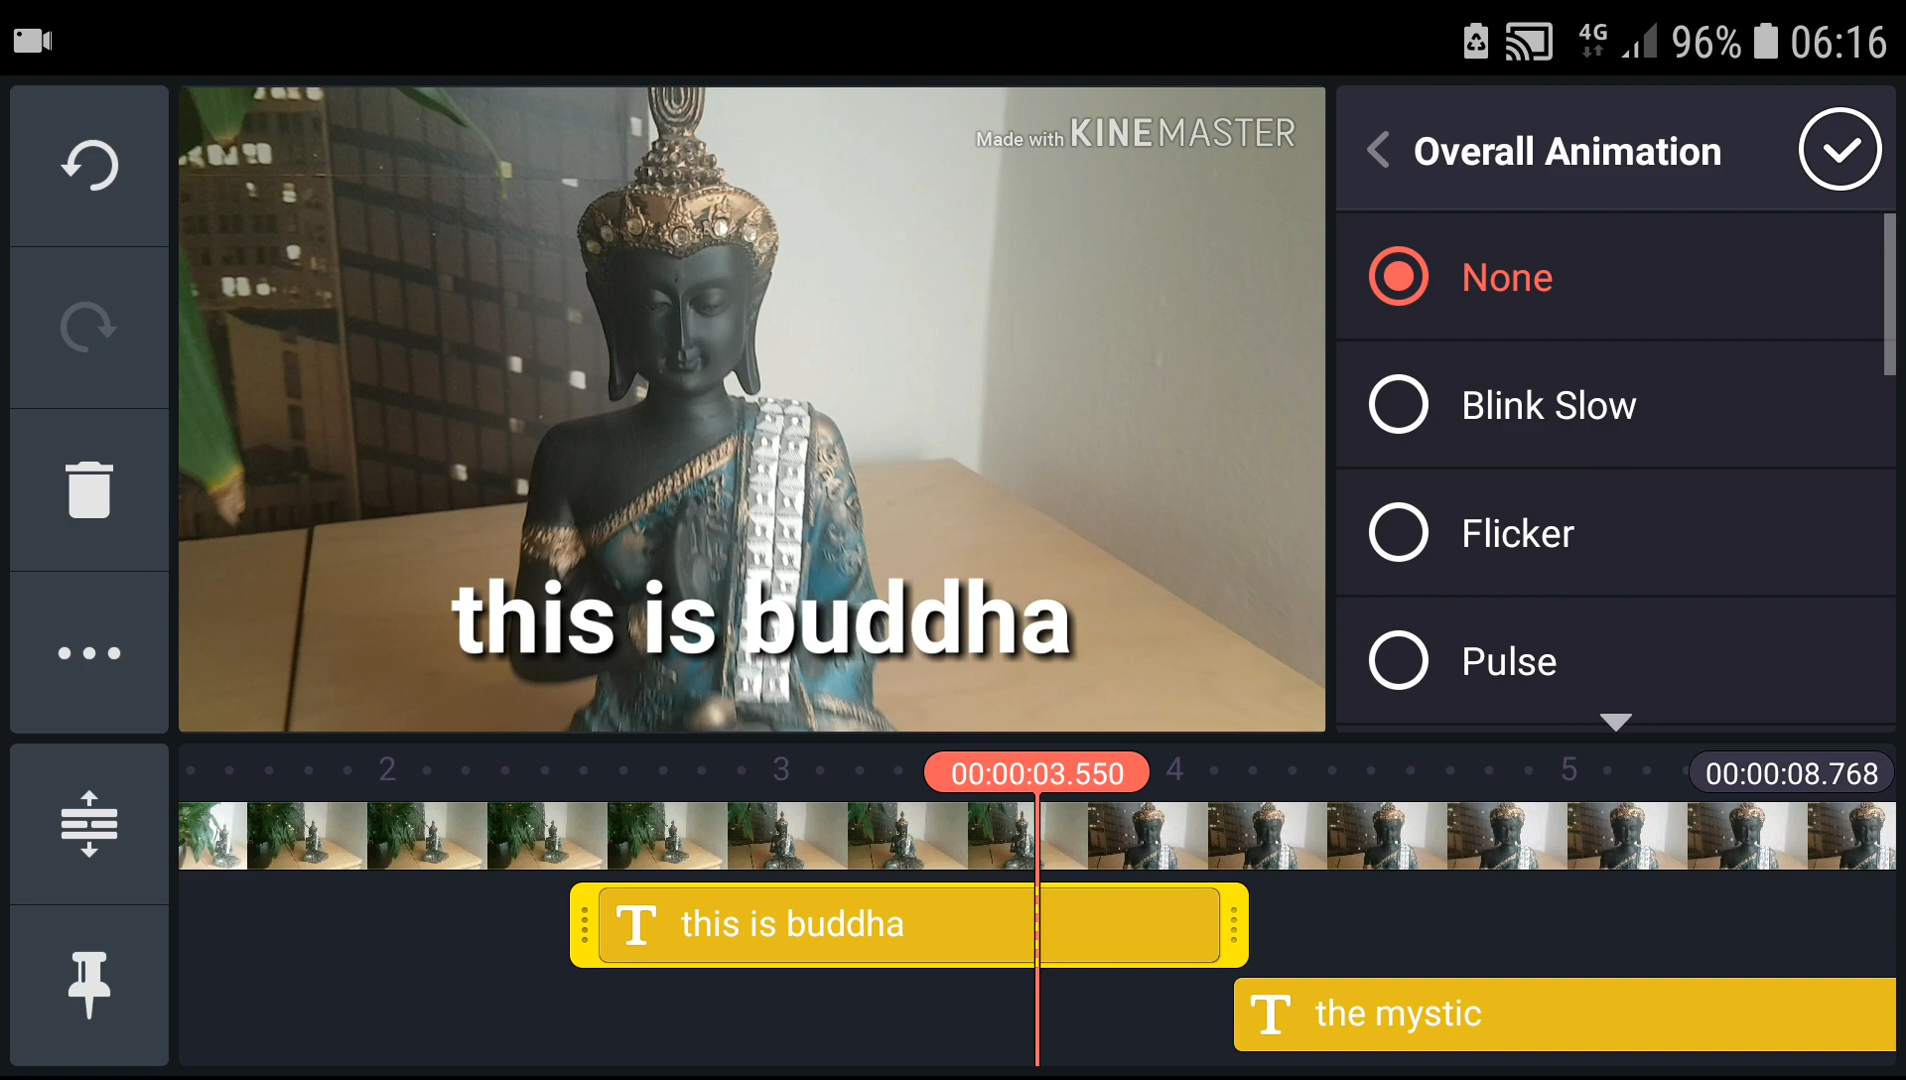 4G 96% 06:16
Made with KINEMASTER
Overall Animation
None
Blink Slow
Flicker
Pulse
this is buddha
2 3 00:00:03.550 4 5 00:00:08.768
T this is buddha
T the mystic